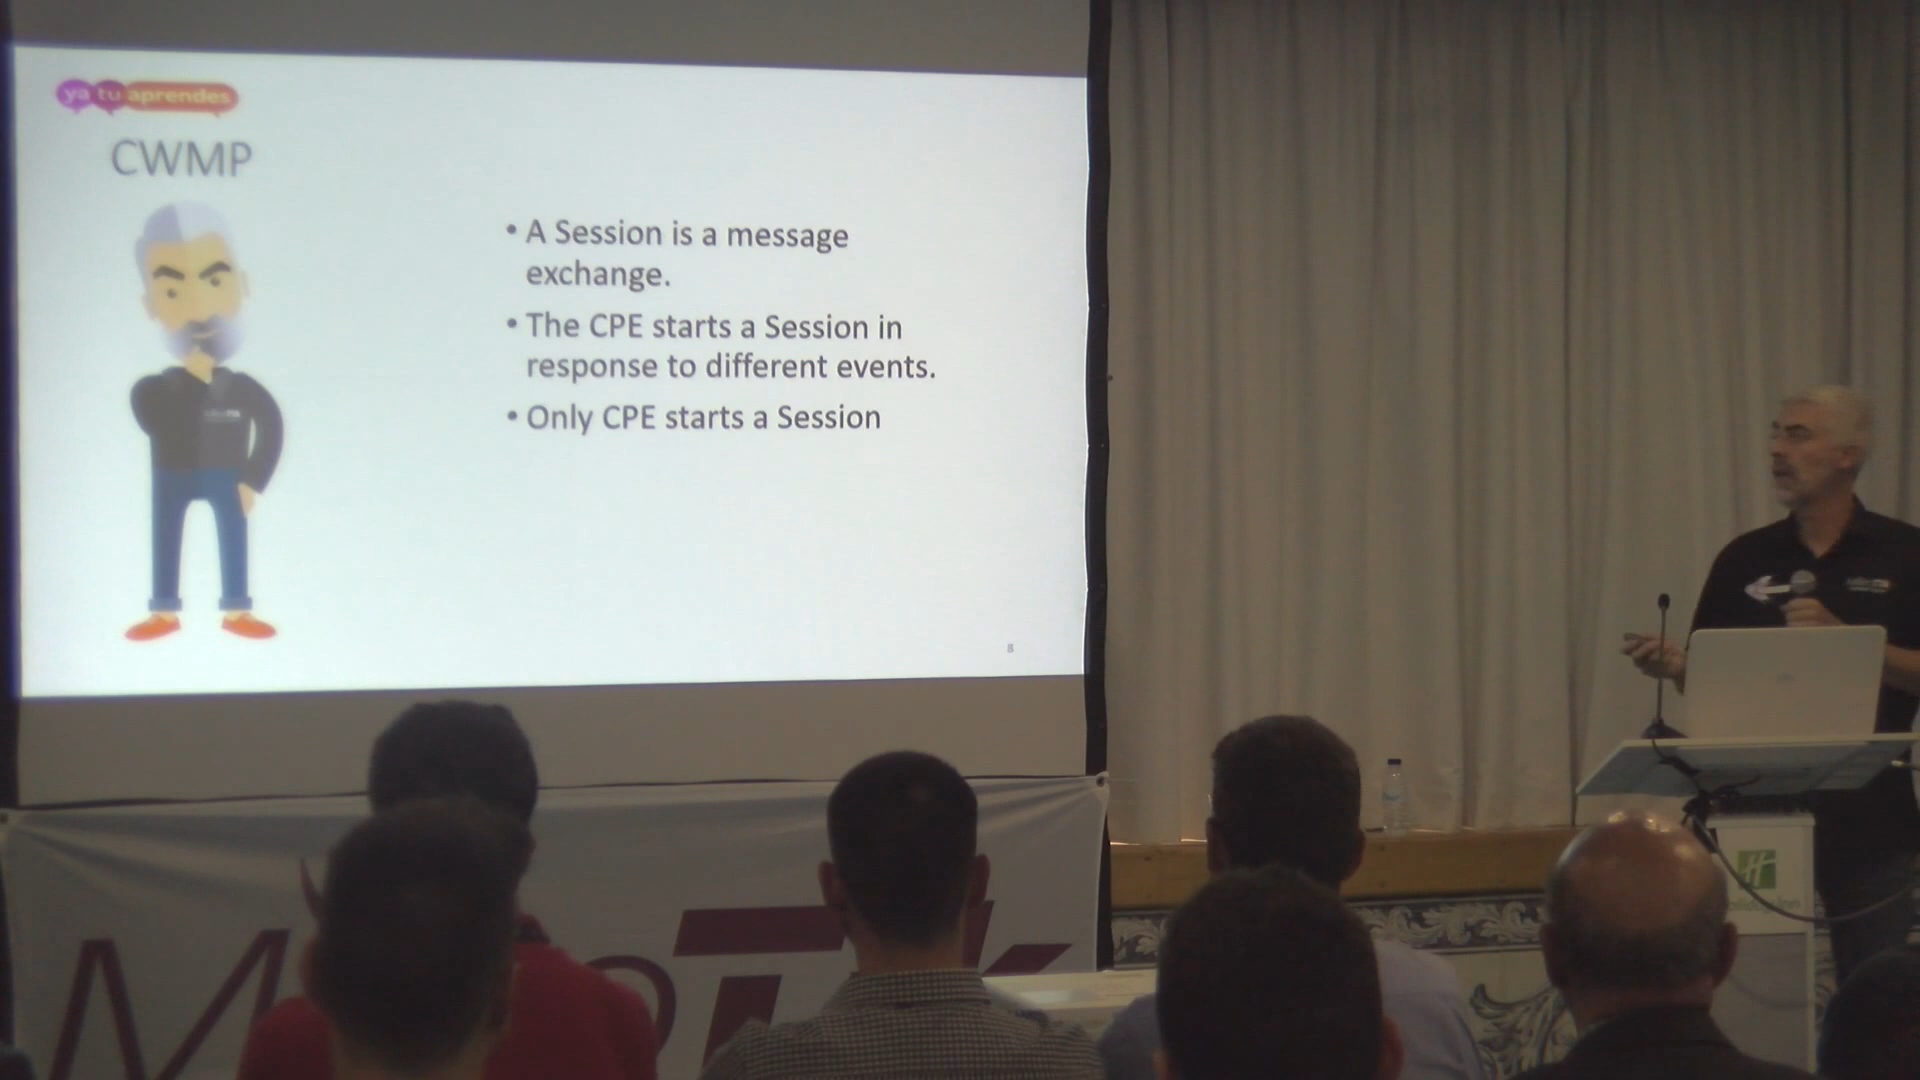 ya tu aprendes
CWMP
• A Session is a message
exchange.
• The CPE starts a Session in
response to different events.
• Only CPE starts a Session
8